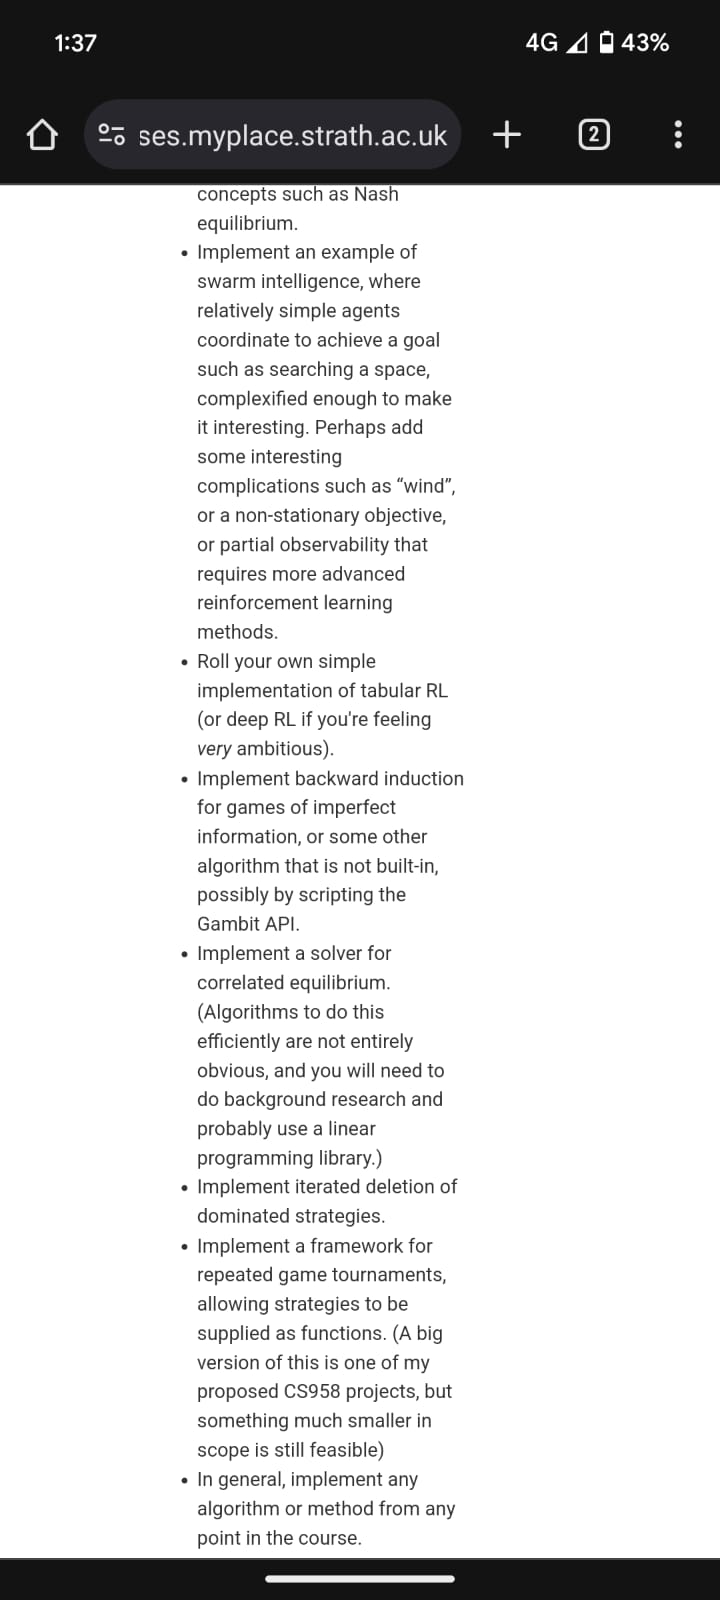 1:37
4G 43%
ses.myplace.strath.ac.uk
2
concepts such as Nash
equilibrium.
• Implement an example of
swarm intelligence, where
relatively simple agents
coordinate to achieve a goal
such as searching a space,
complexified enough to make
it interesting. Perhaps add
some interesting
complications such as “wind”,
or a non-stationary objective,
or partial observability that
requires more advanced
reinforcement learning
methods.
• Roll your own simple
implementation of tabular RL
(or deep RL if you're feeling
very ambitious).
• Implement backward induction
for games of imperfect
information, or some other
algorithm that is not built-in,
possibly by scripting the
Gambit API.
• Implement a solver for
correlated equilibrium.
(Algorithms to do this
efficiently are not entirely
obvious, and you will need to
do background research and
probably use a linear
programming library.)
• Implement iterated deletion of
dominated strategies.
• Implement a framework for
repeated game tournaments,
allowing strategies to be
supplied as functions. (A big
version of this is one of my
proposed CS958 projects, but
something much smaller in
scope is still feasible)
• In general, implement any
algorithm or method from any
point in the course.